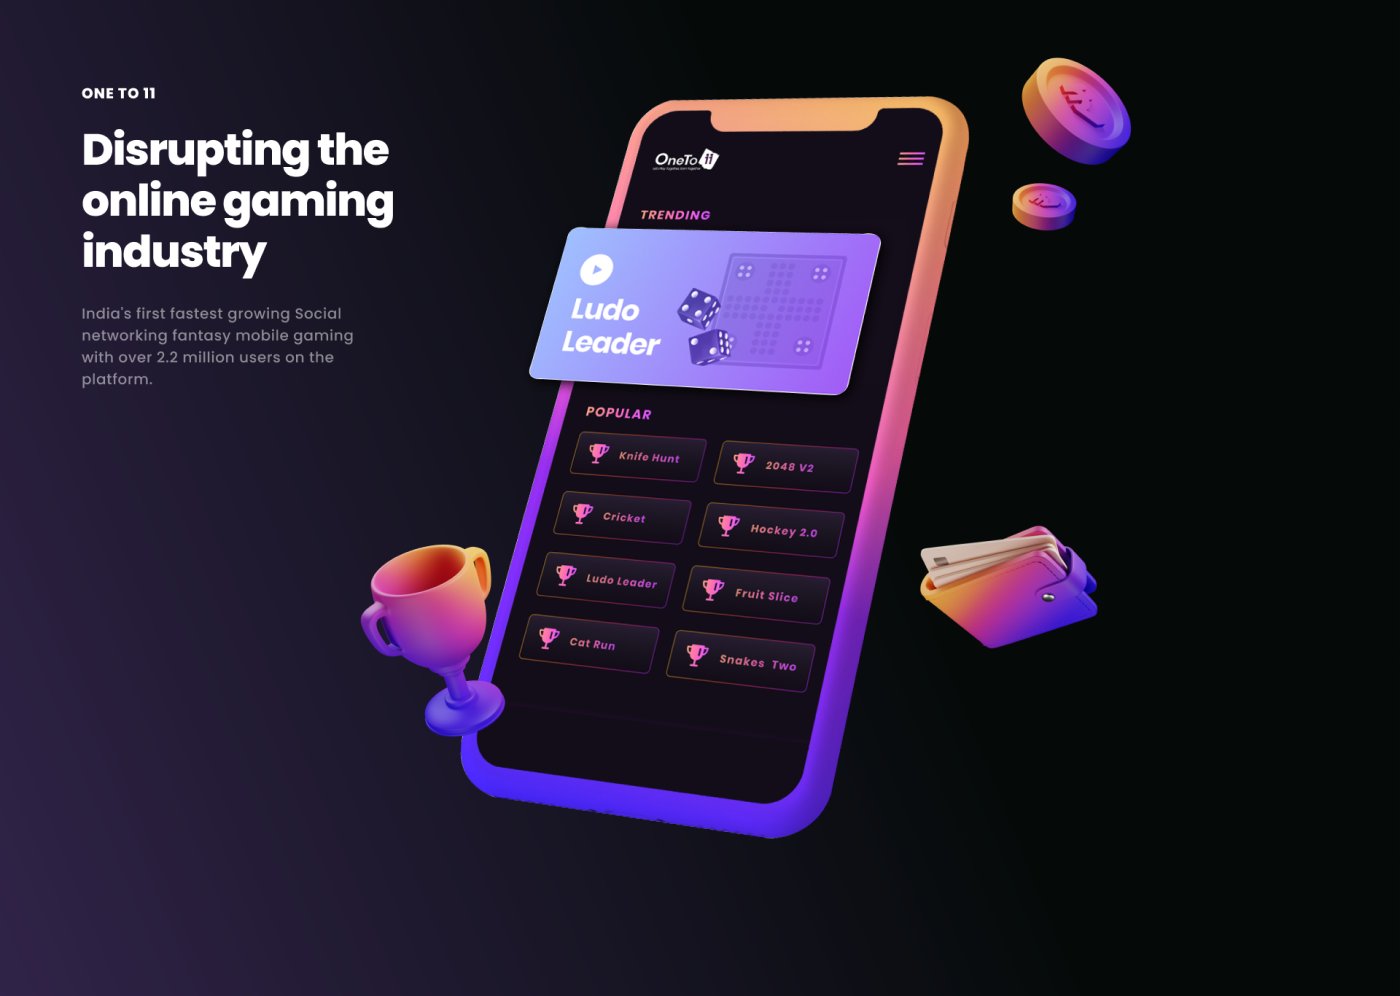 ONE TO 11
Disrupting the
online gaming
industry
India's first fastest growing Social
networking fantasy mobile gaming
with over 2.2 million users on the
platform.
OneTo 11
TRENDING
Ludo
Leader
POPULAR
Knife Hunt
2048 V2
Cricket
Hockey 2.0
Ludo Leader
Fruit Slice
Cat Run
Snakes Two